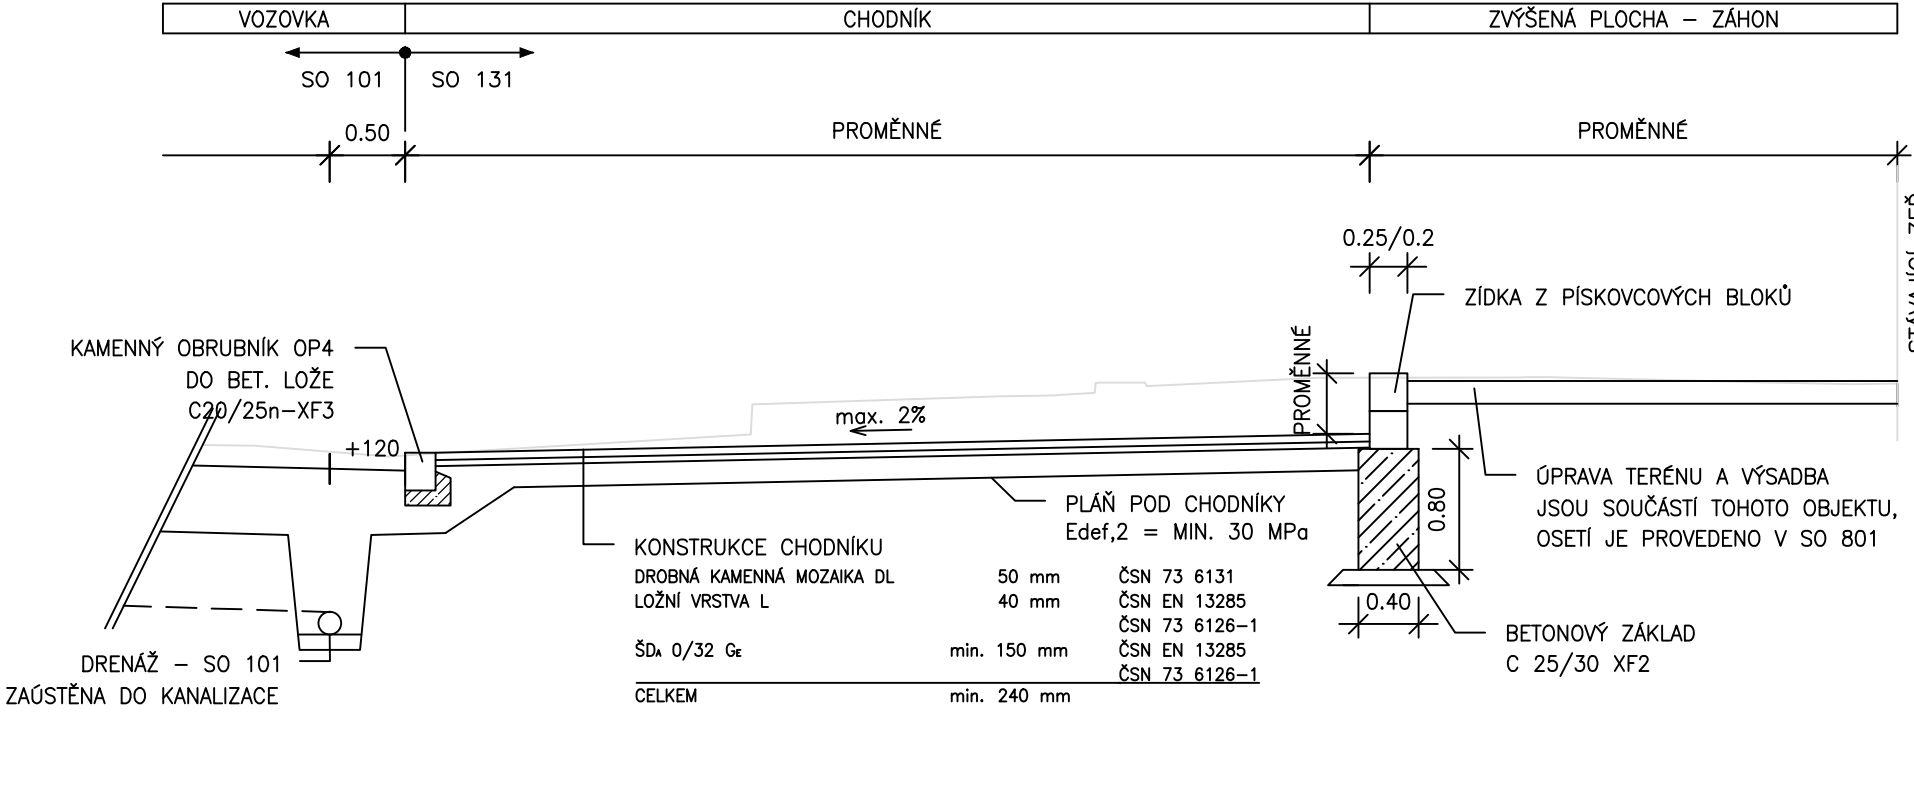 VOZOVKA
CHODNÍK
ZVÝŠENÁ PLOCHA – ZÁHON
SO 101
SO 131
0.50
PROMĚNNÉ
PROMĚNNÉ
0.25/0.2
ZÍDKA Z PÍSKOVCOVÝCH BLOKŮ
KAMENNÝ OBRUBNÍK OP4
DO BET. LOŽE
C20/25n–XF3
PROMĚNNÉ
max. 2%
+120
ÚPRAVA TERÉNU A VÝSADBA
JSOU SOUČÁSTÍ TOHOTO OBJEKTU,
OSETÍ JE PROVEDENO V SO 801
PLÁŇ POD CHODNÍKY
Edef,2 = MIN. 30 MPa
0.80
KONSTRUKCE CHODNÍKU
DROBNÁ KAMENNÁ MOZAIKA DL 50 mm ČSN 73 6131
LOŽNÍ VRSTVA L 40 mm ČSN EN 13285
ČSN 73 6126–1
ŠDA 0/32 GE min. 150 mm ČSN EN 13285
ČSN 73 6126–1
CELKEM min. 240 mm
0.40
BETONOVÝ ZÁKLAD
C 25/30 XF2
DRENÁŽ – SO 101
ZAÚSTĚNA DO KANALIZACE